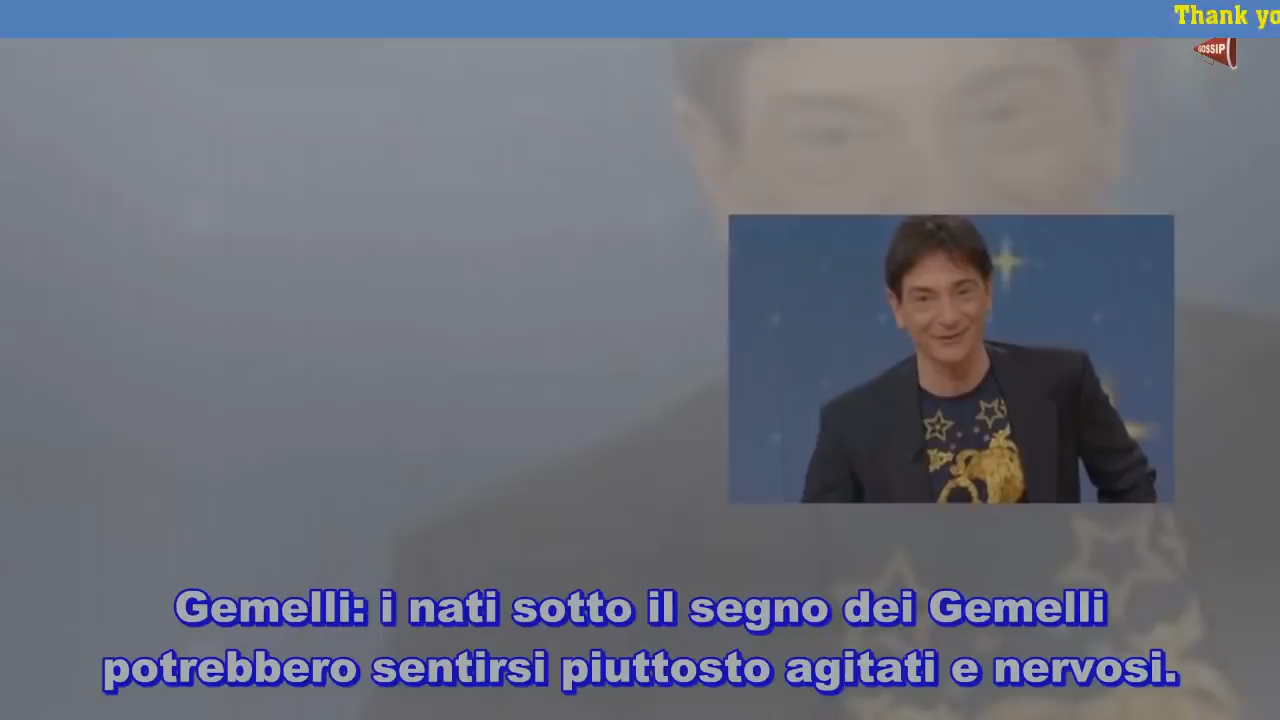 Thank yo
GOSSIP
Gemelli: i nati sotto il segno dei Gemelli
potrebbero sentirsi piuttosto agitati e nervosi.